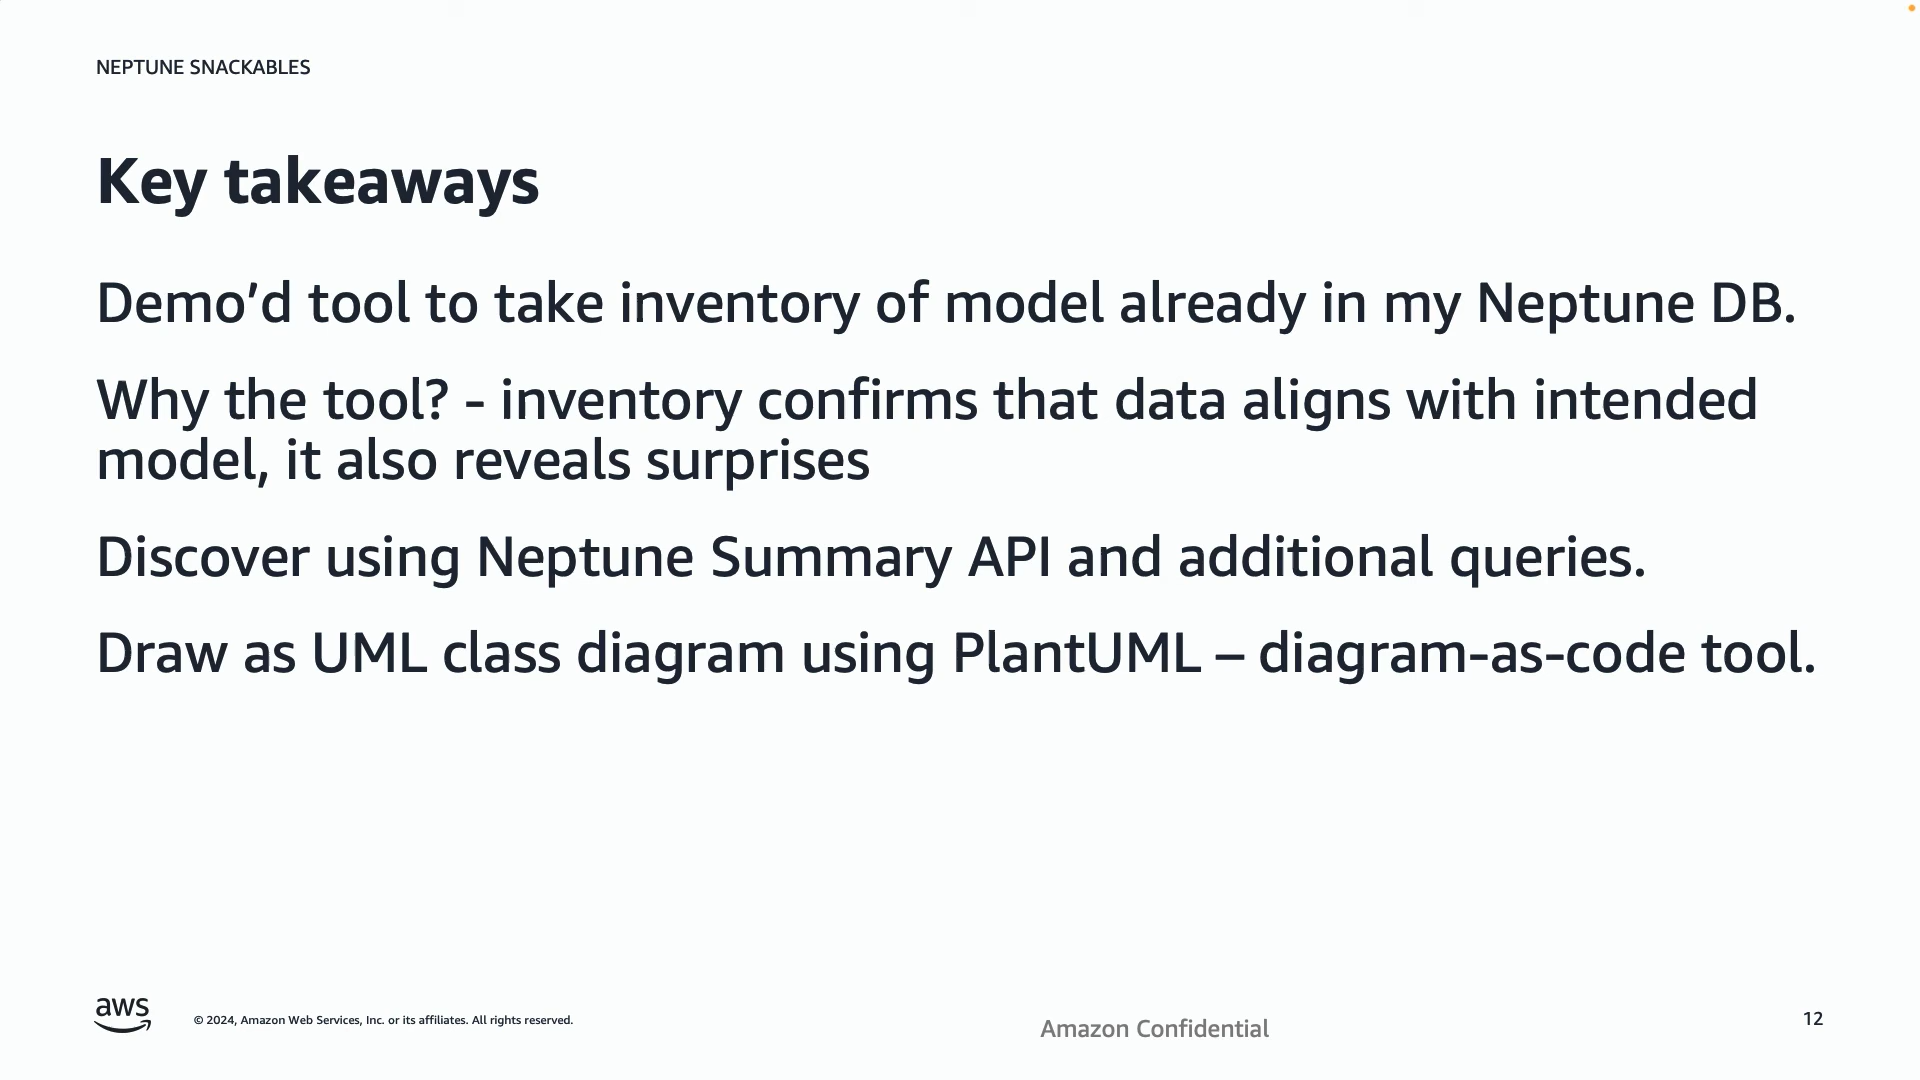 NEPTUNE SNACKABLES
Key takeaways
Demo’d tool to take inventory of model already in my Neptune DB.
Why the tool? - inventory confirms that data aligns with intended
model, it also reveals surprises
Discover using Neptune Summary API and additional queries.
Draw as UML class diagram using PlantUML – diagram-as-code tool.
aws
© 2024, Amazon Web Services, Inc. or its affiliates. All rights reserved.
Amazon Confidential
12